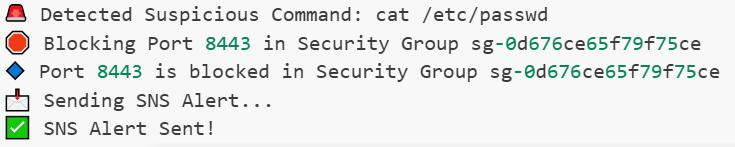 🚨 Detected Suspicious Command: cat /etc/passwd
🛑 Blocking Port 8443 in Security Group sg-0d676ce65f79f75ce
🔹 Port 8443 is blocked in Security Group sg-0d676ce65f79f75ce
📩 Sending SNS Alert...
✅ SNS Alert Sent!